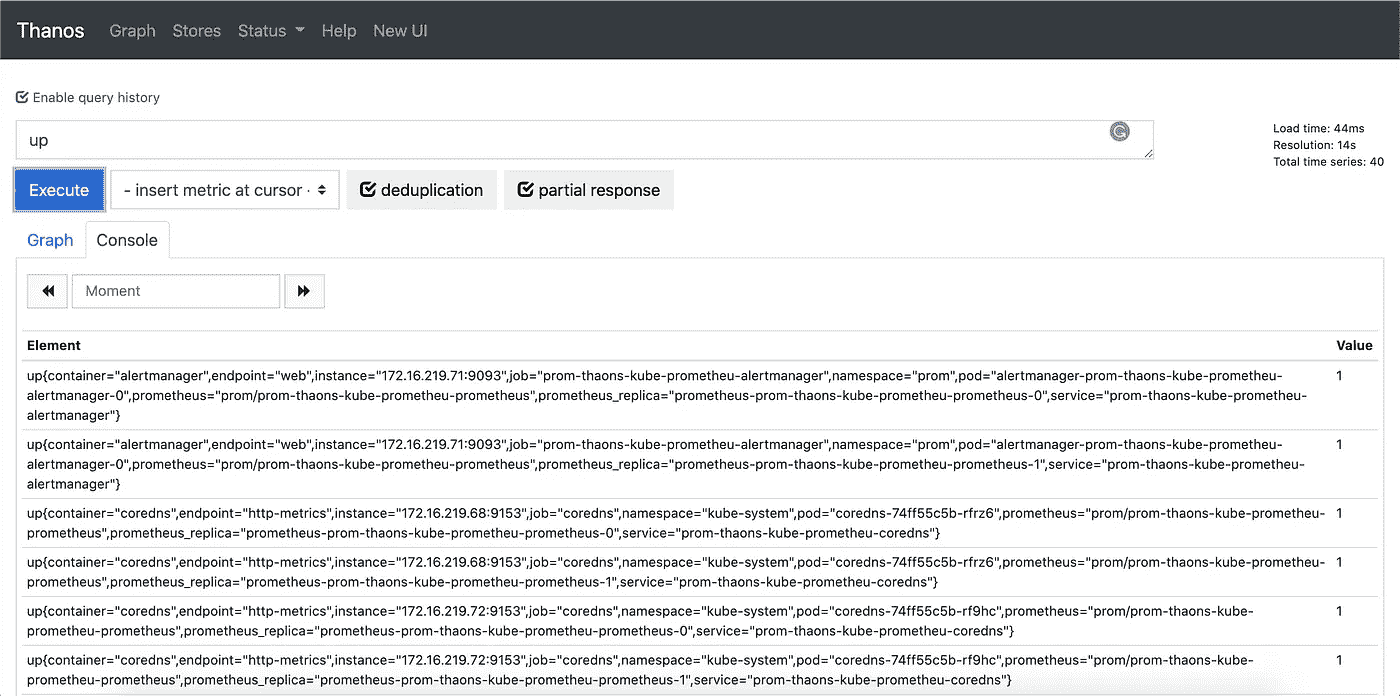 Thanos Graph Stores Status Help New UI
Enable query history
up
Load time: 44ms
Resolution: 14s
Total time series: 40
Execute - insert metric at cursor - deduplication partial response
Graph Console
Moment
Element Value
up{container="alertmanager",endpoint="web",instance="172.16.219.71:9093",job="prom-thaons-kube-prometheu-alertmanager",namespace="prom",pod="alertmanager-prom-thaons-kube-prometheu- 1
alertmanager-0",prometheus="prom/prom-thaons-kube-prometheu-prometheus",prometheus_replica="prometheus-prom-thaons-kube-prometheu-prometheus-0",service="prom-thaons-kube-prometheu-
alertmanager"}
up{container="alertmanager",endpoint="web",instance="172.16.219.71:9093",job="prom-thaons-kube-prometheu-alertmanager",namespace="prom",pod="alertmanager-prom-thaons-kube-prometheu- 1
alertmanager-0",prometheus="prom/prom-thaons-kube-prometheu-prometheus",prometheus_replica="prometheus-prom-thaons-kube-prometheu-prometheus-1",service="prom-thaons-kube-prometheu-
alertmanager"}
up{container="coredns",endpoint="http-metrics",instance="172.16.219.68:9153",job="coredns",namespace="kube-system",pod="coredns-74ff55c5b-rfrz6",prometheus="prom/prom-thaons-kube-prometheu- 1
prometheus",prometheus_replica="prometheus-prom-thaons-kube-prometheu-prometheus-0",service="prom-thaons-kube-prometheu-coredns"}
up{container="coredns",endpoint="http-metrics",instance="172.16.219.68:9153",job="coredns",namespace="kube-system",pod="coredns-74ff55c5b-rfrz6",prometheus="prom/prom-thaons-kube-prometheu- 1
prometheus",prometheus_replica="prometheus-prom-thaons-kube-prometheu-prometheus-1",service="prom-thaons-kube-prometheu-coredns"}
up{container="coredns",endpoint="http-metrics",instance="172.16.219.72:9153",job="coredns",namespace="kube-system",pod="coredns-74ff55c5b-rf9hc",prometheus="prom/prom-thaons-kube- 1
prometheu-prometheus",prometheus_replica="prometheus-prom-thaons-kube-prometheu-prometheus-0",service="prom-thaons-kube-prometheu-coredns"}
up{container="coredns",endpoint="http-metrics",instance="172.16.219.72:9153",job="coredns",namespace="kube-system",pod="coredns-74ff55c5b-rf9hc",prometheus="prom/prom-thaons-kube- 1
prometheu-prometheus",prometheus_replica="prometheus-prom-thaons-kube-prometheu-prometheus-1",service="prom-thaons-kube-prometheu-coredns"}